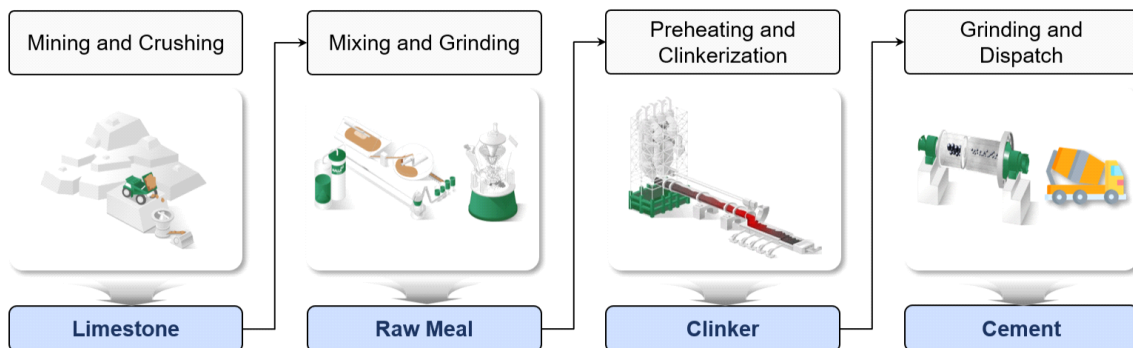 Mining and Crushing
Mixing and Grinding
Preheating and
Clinkerization
Grinding and
Dispatch
Limestone
Raw Meal
Clinker
Cement